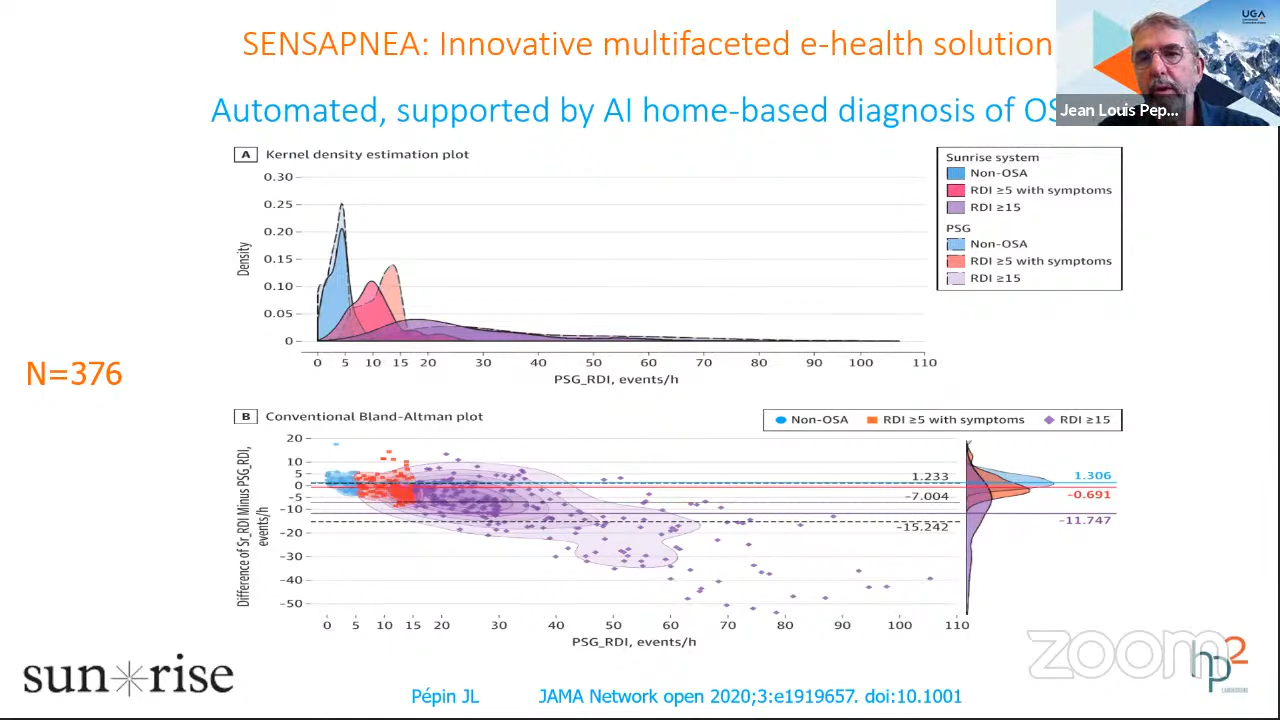 SENSAPNEA: Innovative multifaceted e-health solution
UGA
Automated, supported by AI home-based diagnosis of OS
Jean Louis Pep...
A Kernel density estimation plot
0.30
0.25
0.20
0.15
0.10
0.05
0
Density
0 5 10 15 20 30 40 50 60 70 80 90 100 110
PSG_RDI, events/h
Sunrise system
Non-OSA
RDI ≥5 with symptoms
RDI ≥15
PSG
Non-OSA
RDI ≥5 with symptoms
RDI ≥15
N=376
B Conventional Bland-Altman plot
Non-OSA RDI ≥5 with symptoms RDI ≥15
20
10
5
0
-5
-10
-20
-30
-40
-50
Difference of Sr_RDI Minus PSG_RDI,
events/h
1.233
-7.004
-15.242
1.306
-0.691
-11.747
0 5 10 15 20 30 40 50 60 70 80 90 100 110
PSG_RDI, events/h
zoom
sunrise
hp2
Pépin JL JAMA Network open 2020;3:e1919657. doi:10.1001